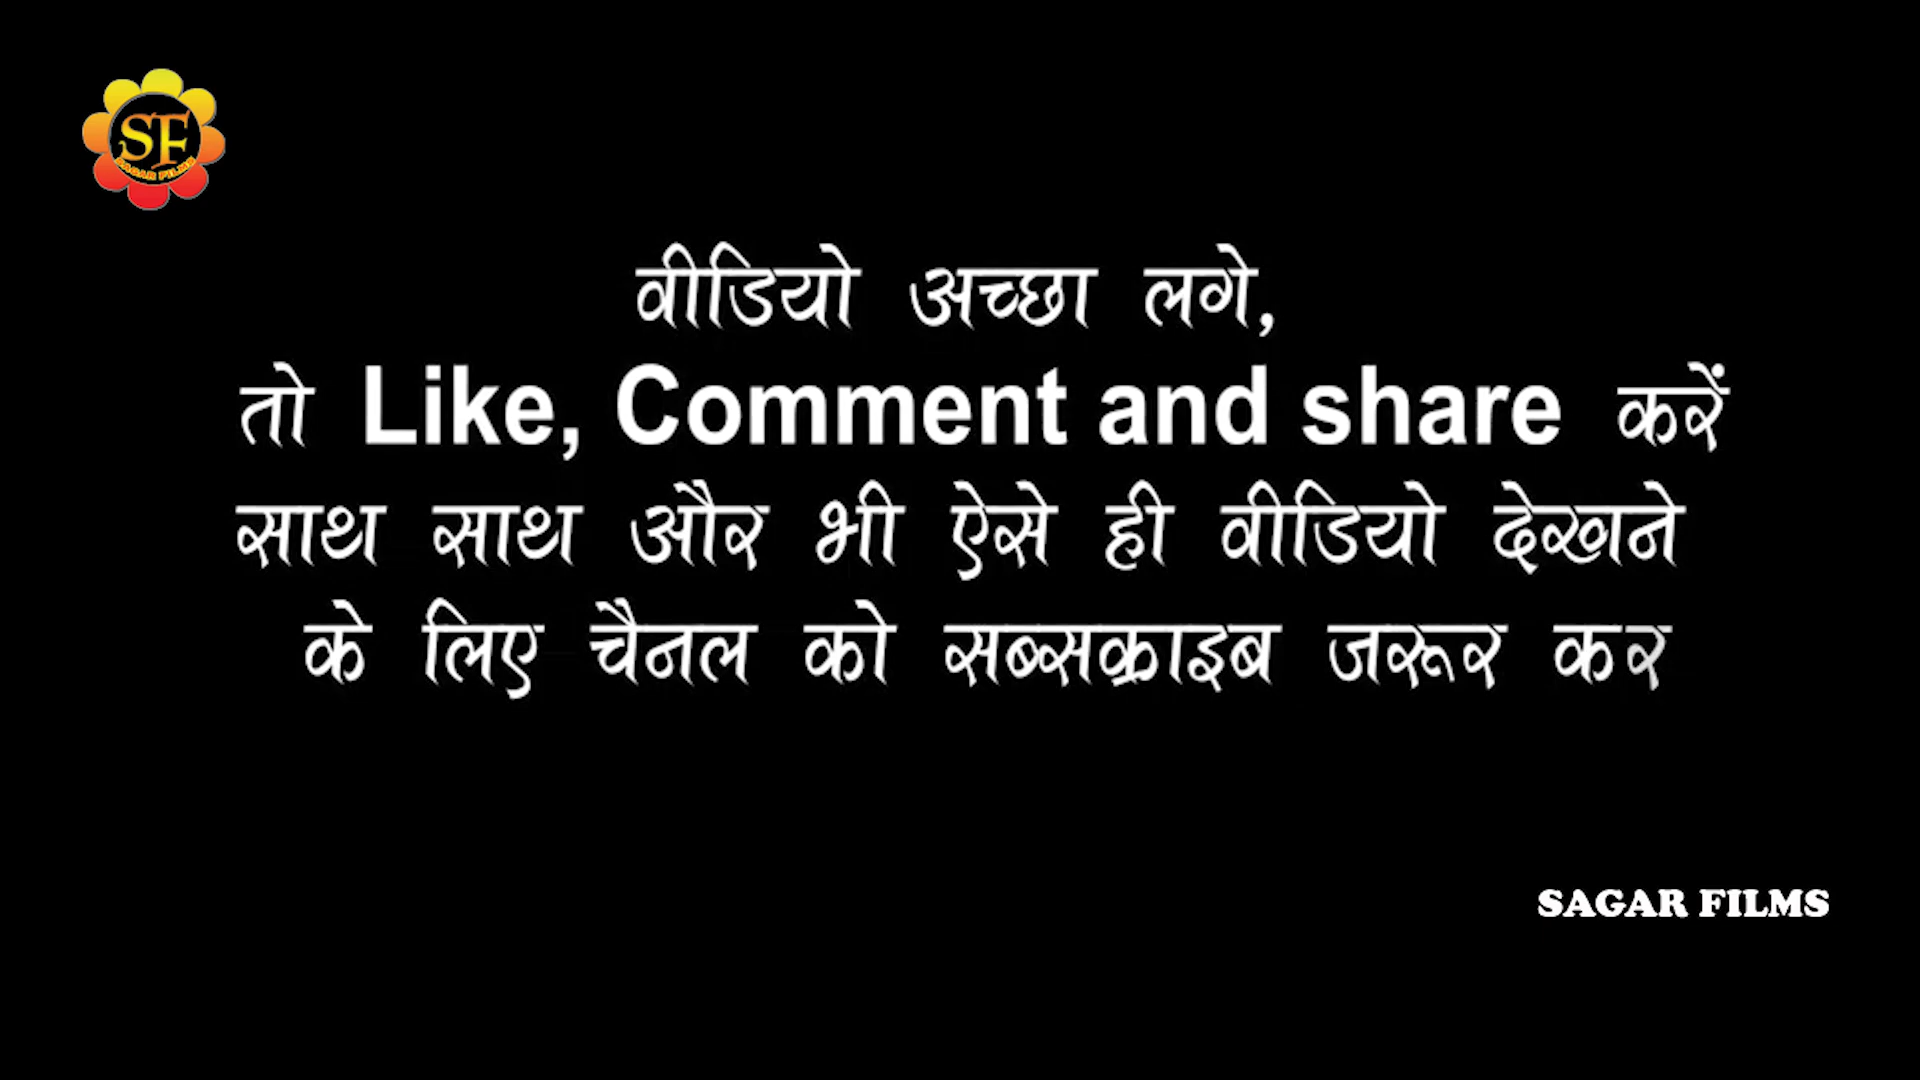 SF
SAGAR FILMS
वीडियो अच्छा लगे,
तो Like, Comment and share करें
साथ साथ और भी ऐसे ही वीडियो देखने
के लिए चैनल को सब्सक्राइब जरूर कर
SAGAR FILMS